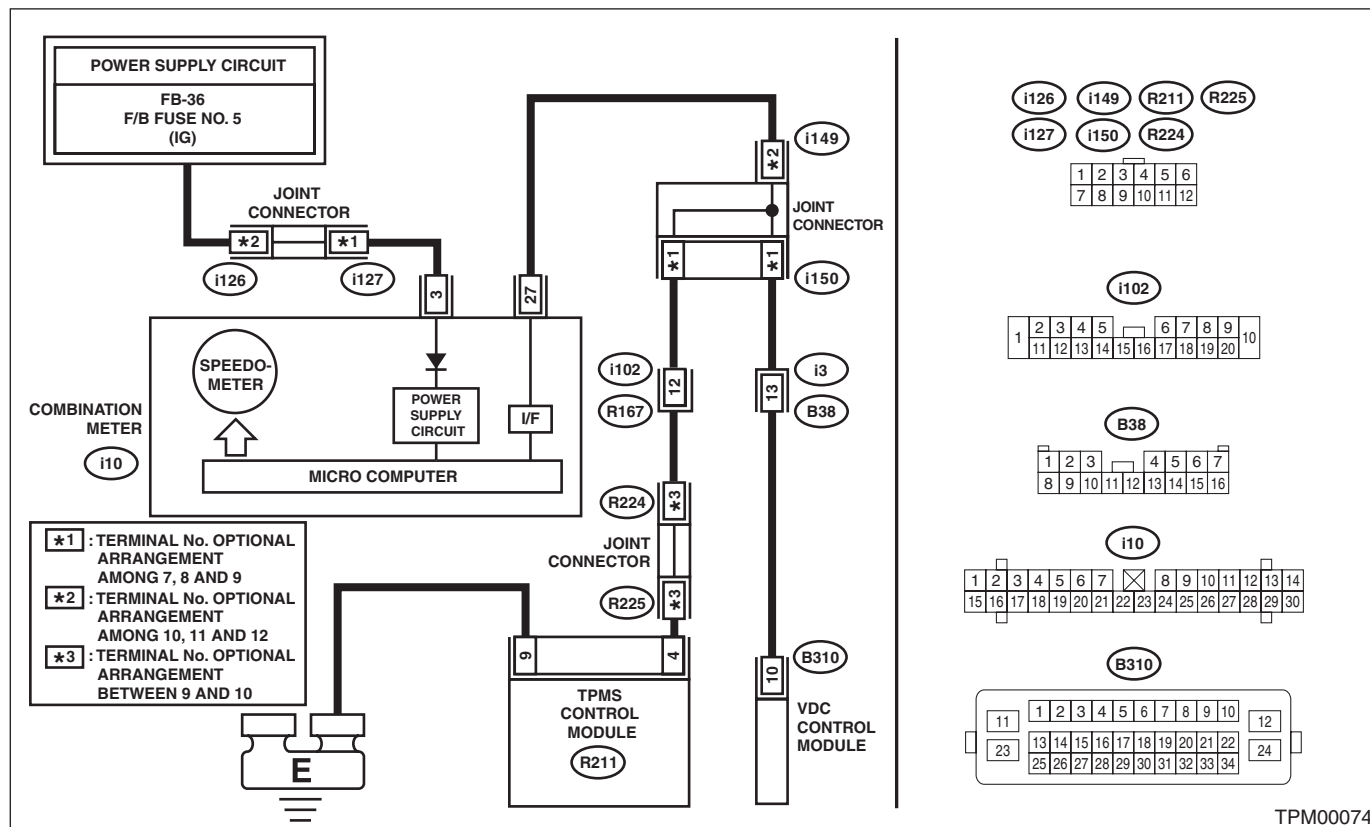 POWER SUPPLY CIRCUIT
FB-36
F/B FUSE NO. 5
(IG)
JOINT
CONNECTOR
*2
*1
i126
i127
3
27
i149
*2
JOINT
CONNECTOR
*1
*1
i150
SPEEDO-
METER
POWER
SUPPLY
CIRCUIT
I/F
MICRO COMPUTER
COMBINATION
METER
i10
i102
12
R167
i3
13
B38
R224
*3
JOINT
CONNECTOR
R225
*3
*1 : TERMINAL No. OPTIONAL
ARRANGEMENT
AMONG 7, 8 AND 9
*2 : TERMINAL No. OPTIONAL
ARRANGEMENT
AMONG 10, 11 AND 12
*3 : TERMINAL No. OPTIONAL
ARRANGEMENT
BETWEEN 9 AND 10
9
4
TPMS
CONTROL
MODULE
R211
B310
10
VDC
CONTROL
MODULE
E
i126 i149 R211 R225
i127 i150 R224
1 2 3 4 5 6
7 8 9 10 11 12
i102
1 2 3 4 5 6 7 8 9 10
11 12 13 14 15 16 17 18 19 20
B38
1 2 3 4 5 6 7
8 9 10 11 12 13 14 15 16
i10
1 2 3 4 5 6 7 8 9 10 11 12 13 14
15 16 17 18 19 20 21 22 23 24 25 26 27 28 29 30
B310
11 1 2 3 4 5 6 7 8 9 10 12
23 13 14 15 16 17 18 19 20 21 22 24
25 26 27 28 29 30 31 32 33 34
TPM00074